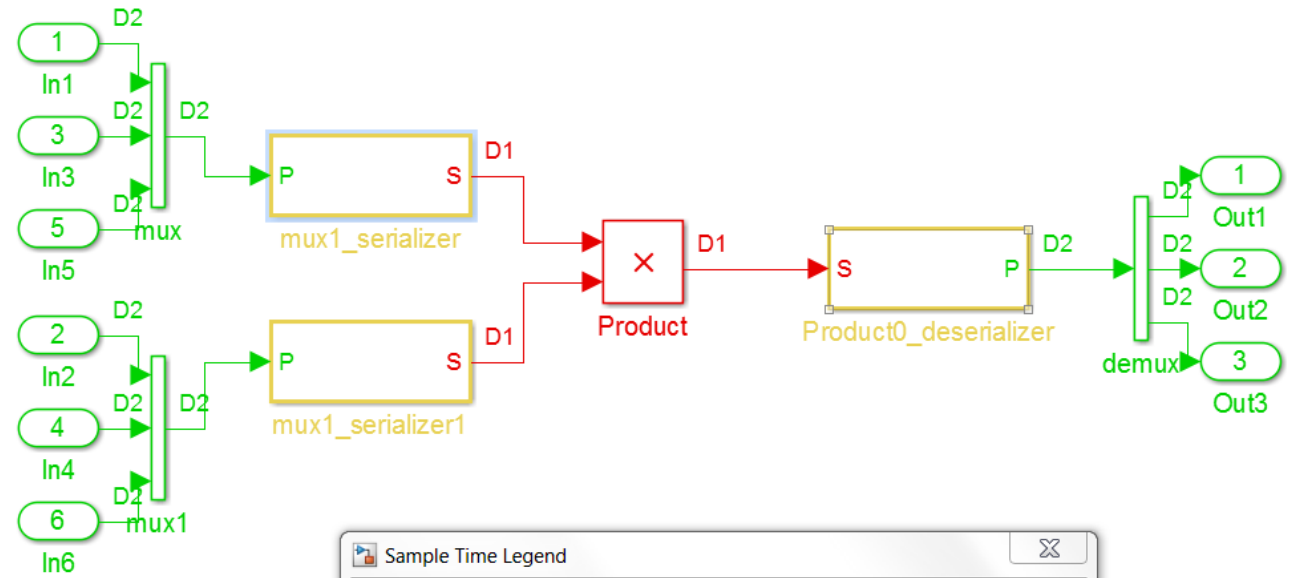 D2
1
In1
D2
D2
3
In3
D2
5
In5
mux
P
S
D1
mux1_serializer
D2
2
In2
D2
D2
4
In4
D2
6
In6
mux1
P
S
D1
mux1_serializer1
×
Product
D1
S
P
D2
Product0_deserializer
demux
D2
1
Out1
D2
2
Out2
D2
3
Out3
Sample Time Legend